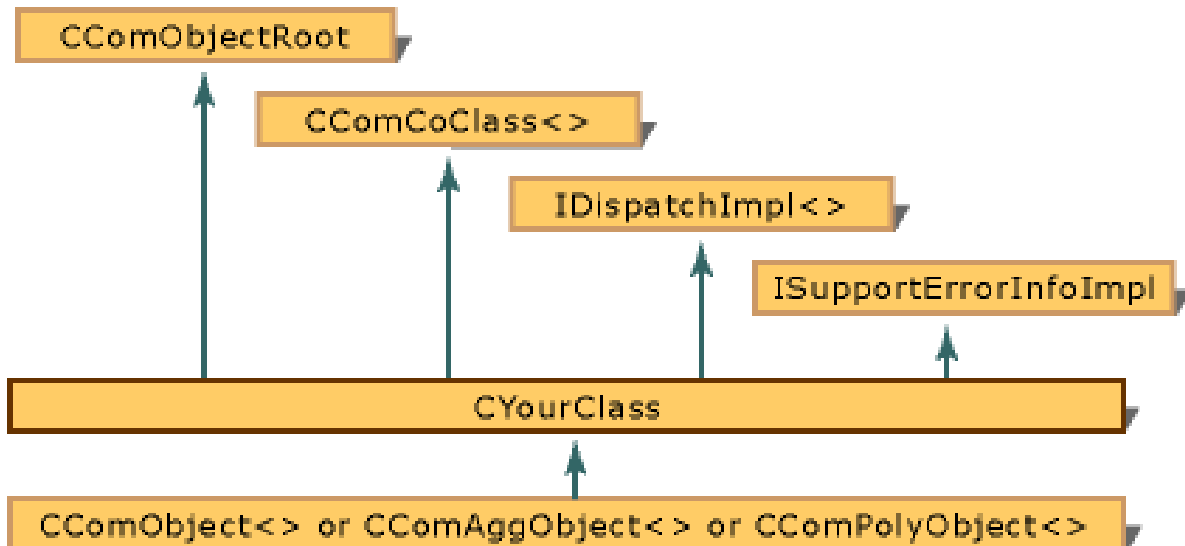 CComObjectRoot
CComCoClass<>
IDispatchImpl<>
ISupportErrorInfoImpl
CYourClass
CComObject<> or CComAggObject<> or CComPolyObject<>